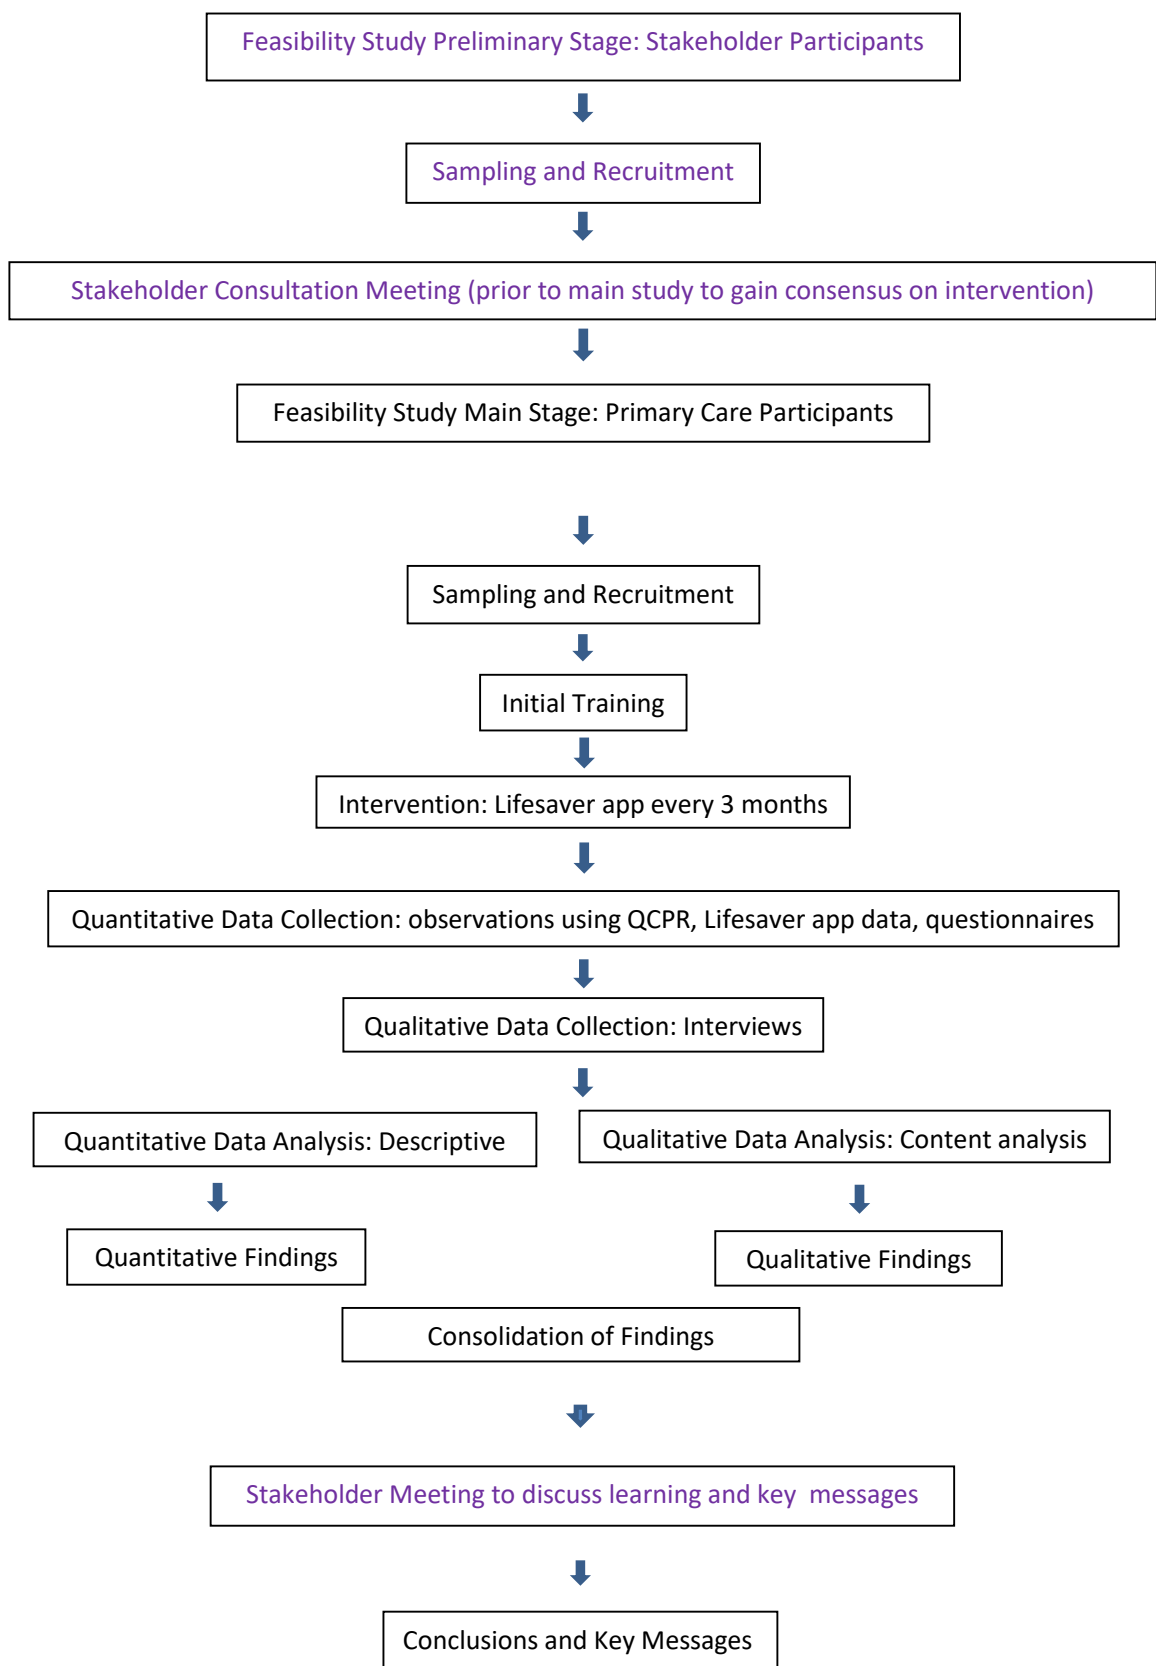 Feasibility Study Preliminary Stage: Stakeholder Participants
Sampling and Recruitment
Stakeholder Consultation Meeting (prior to main study to gain consensus on intervention)
Feasibility Study Main Stage: Primary Care Participants
Sampling and Recruitment
Initial Training
Intervention: Lifesaver app every 3 months
Quantitative Data Collection: observations using QCPR, Lifesaver app data, questionnaires
Qualitative Data Collection: Interviews
Quantitative Data Analysis: Descriptive
Qualitative Data Analysis: Content analysis
Quantitative Findings
Qualitative Findings
Consolidation of Findings
Stakeholder Meeting to discuss learning and key messages
Conclusions and Key Messages